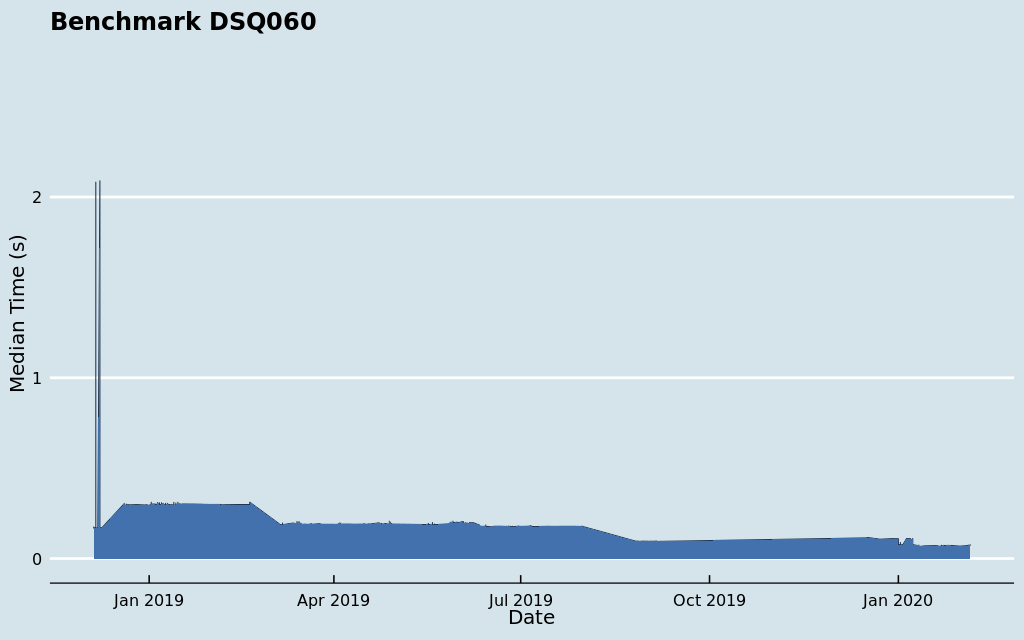 Benchmark DSQ060
Median Time (s)
2
1
0
Jan 2019
Apr 2019
Jul 2019
Oct 2019
Jan 2020
Date